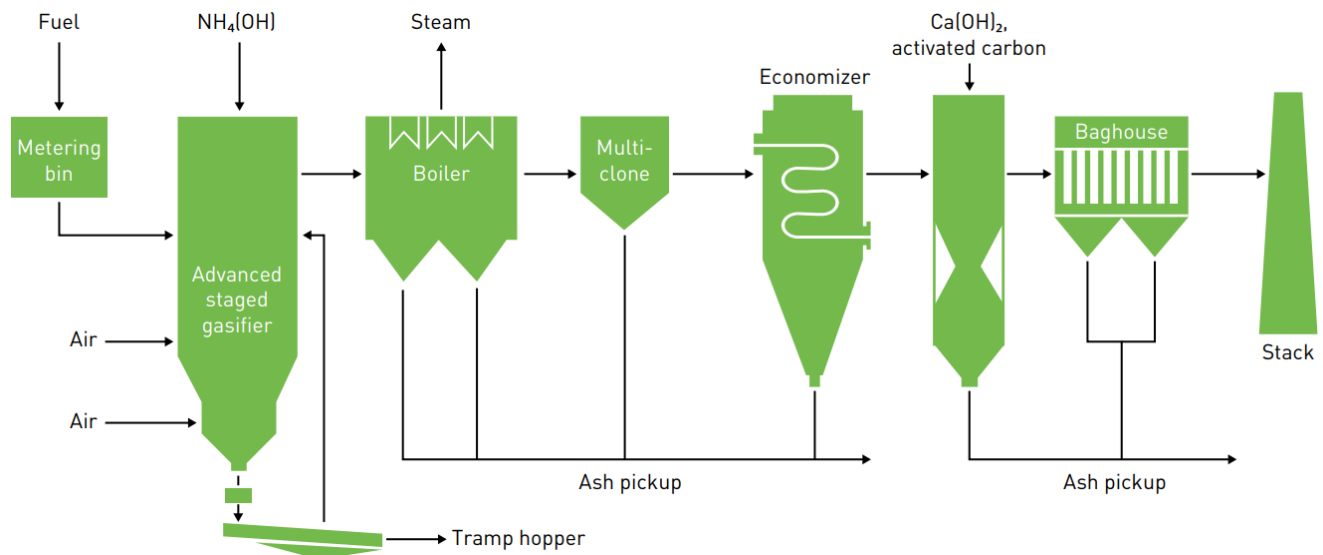 Fuel
NH₄(OH)
Steam
Ca(OH)₂,
activated carbon
Economizer
Metering
bin
Boiler
Multi-
clone
Baghouse
Advanced
staged
gasifier
Air
Air
Stack
Ash pickup
Ash pickup
Tramp hopper